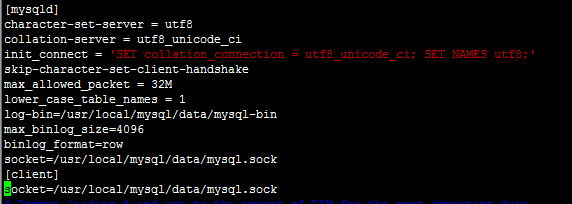 [mysqld]
character-set-server = utf8
collation-server = utf8_unicode_ci
init_connect = 'SET collation_connection = utf8_unicode_ci; SET NAMES utf8;'
skip-character-set-client-handshake
max_allowed_packet = 32M
lower_case_table_names = 1
log-bin=/usr/local/mysql/data/mysql-bin
max_binlog_size=4096
binlog_format=row
socket=/usr/local/mysql/data/mysql.sock
[client]
socket=/usr/local/mysql/data/mysql.sock